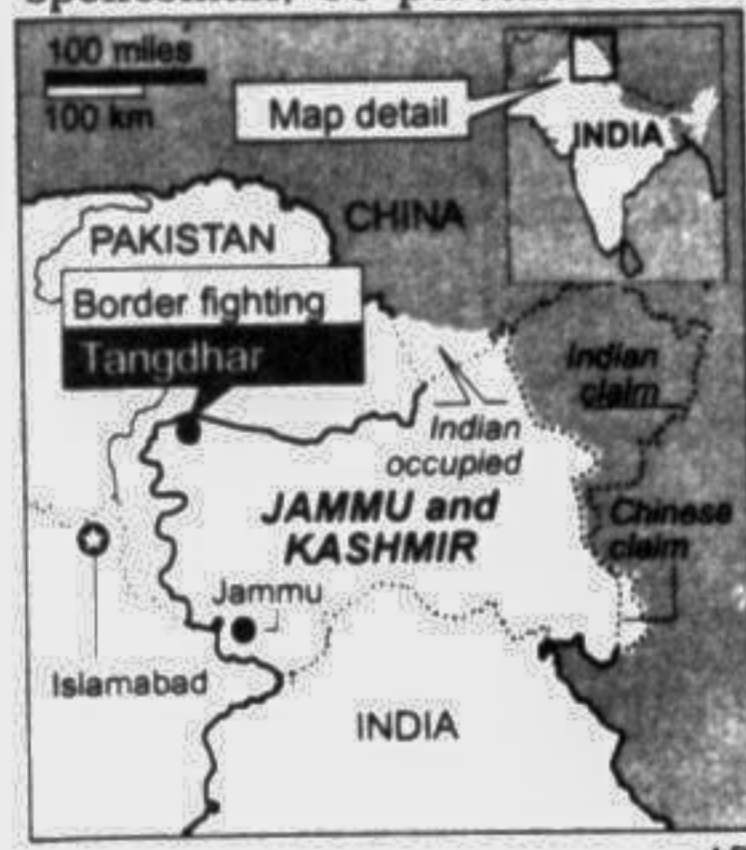 100 miles
100 km
Map detail
INDIA
CHINA
PAKISTAN
Border fighting
Tangdhar
Indian
claim
Indian
occupied
JAMMU and
KASHMIR
Chinese
claim
Jammu
Islamabad
INDIA